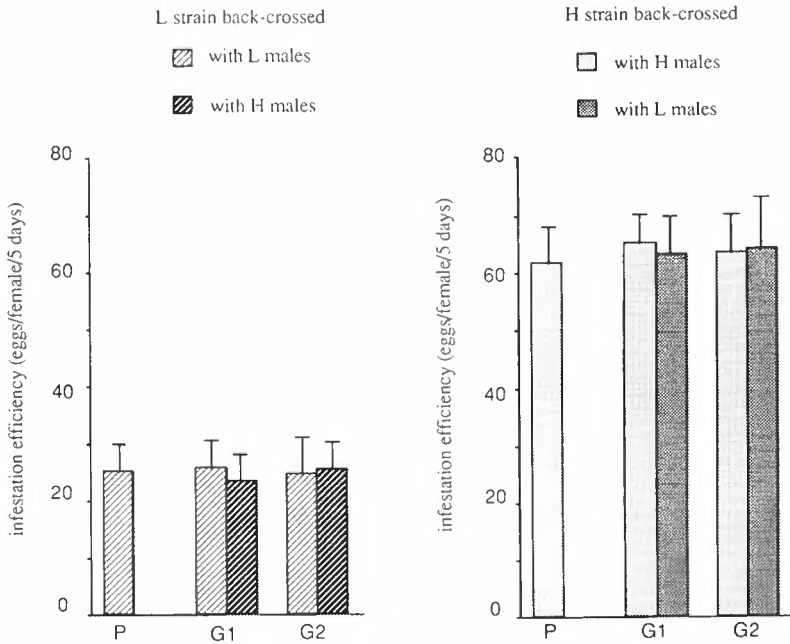 L strain back-crossed
with L males
with H males
infestation efficiency (eggs/female/5 days)
80
60
40
20
0
P G1 G2
H strain back-crossed
with H males
with L males
infestation efficiency (eggs/female/5 days)
80
60
40
20
0
P G1 G2